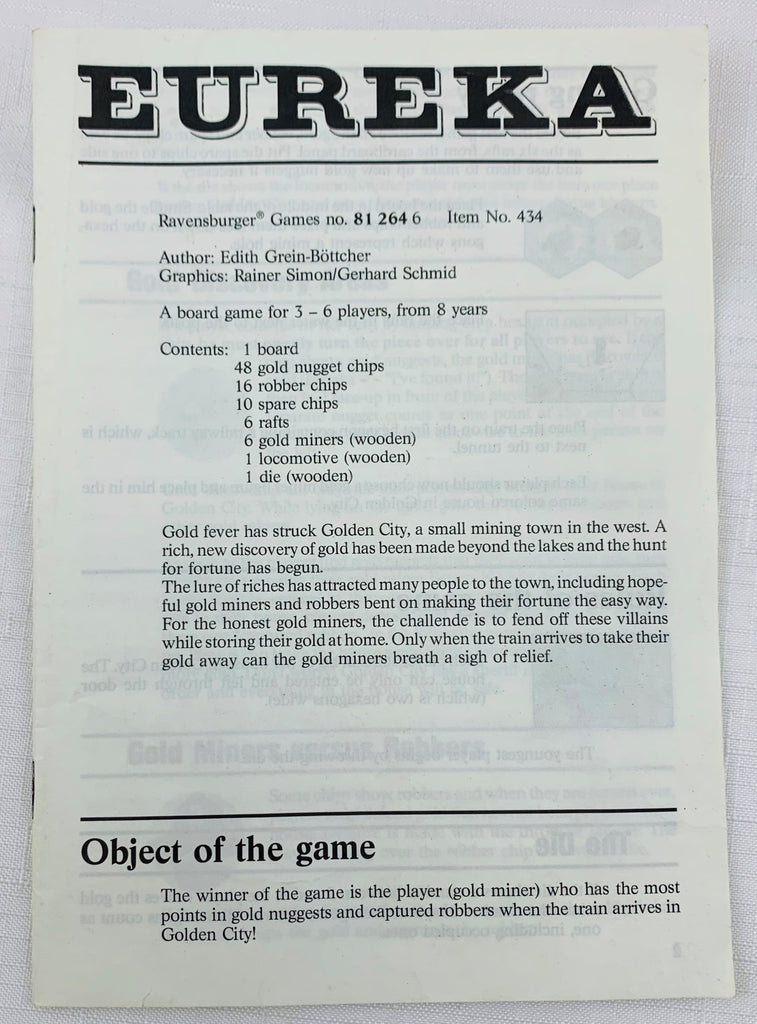 EUREKA
Ravensburger® Games no. 81 264 6 Item No. 434
Author: Edith Grein-Böttcher
Graphics: Rainer Simon/Gerhard Schmid
A board game for 3 – 6 players, from 8 years
Contents: 1 board
48 gold nugget chips
16 robber chips
10 spare chips
6 rafts
6 gold miners (wooden)
1 locomotive (wooden)
1 die (wooden)
Gold fever has struck Golden City, a small mining town in the west. A
rich, new discovery of gold has been made beyond the lakes and the hunt
for fortune has begun.
The lure of riches has attracted many people to the town, including hope-
ful gold miners and robbers bent on making their fortune the easy way.
For the honest gold miners, the challende is to fend off these villains
while storing their gold at home. Only when the train arrives to take their
gold away can the gold miners breath a sigh of relief.
Object of the game
The winner of the game is the player (gold miner) who has the most
points in gold nuggests and captured robbers when the train arrives in
Golden City!